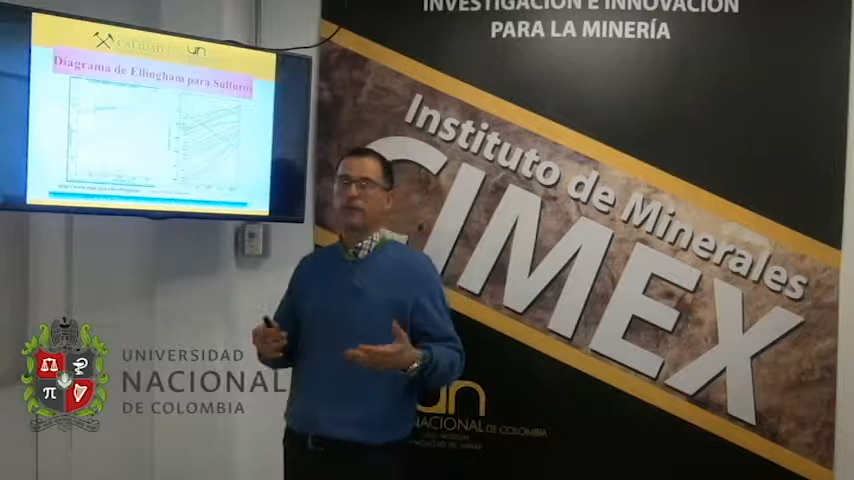 INVESTIGACIÓN E INNOVACIÓN
PARA LA MINERÍA
Diagrama de Ellingham para Sulfuros
Instituto de Minerales
CIMEX
UNIVERSIDAD
NACIONAL
DE COLOMBIA
un
NACIONAL DE COLOMBIA